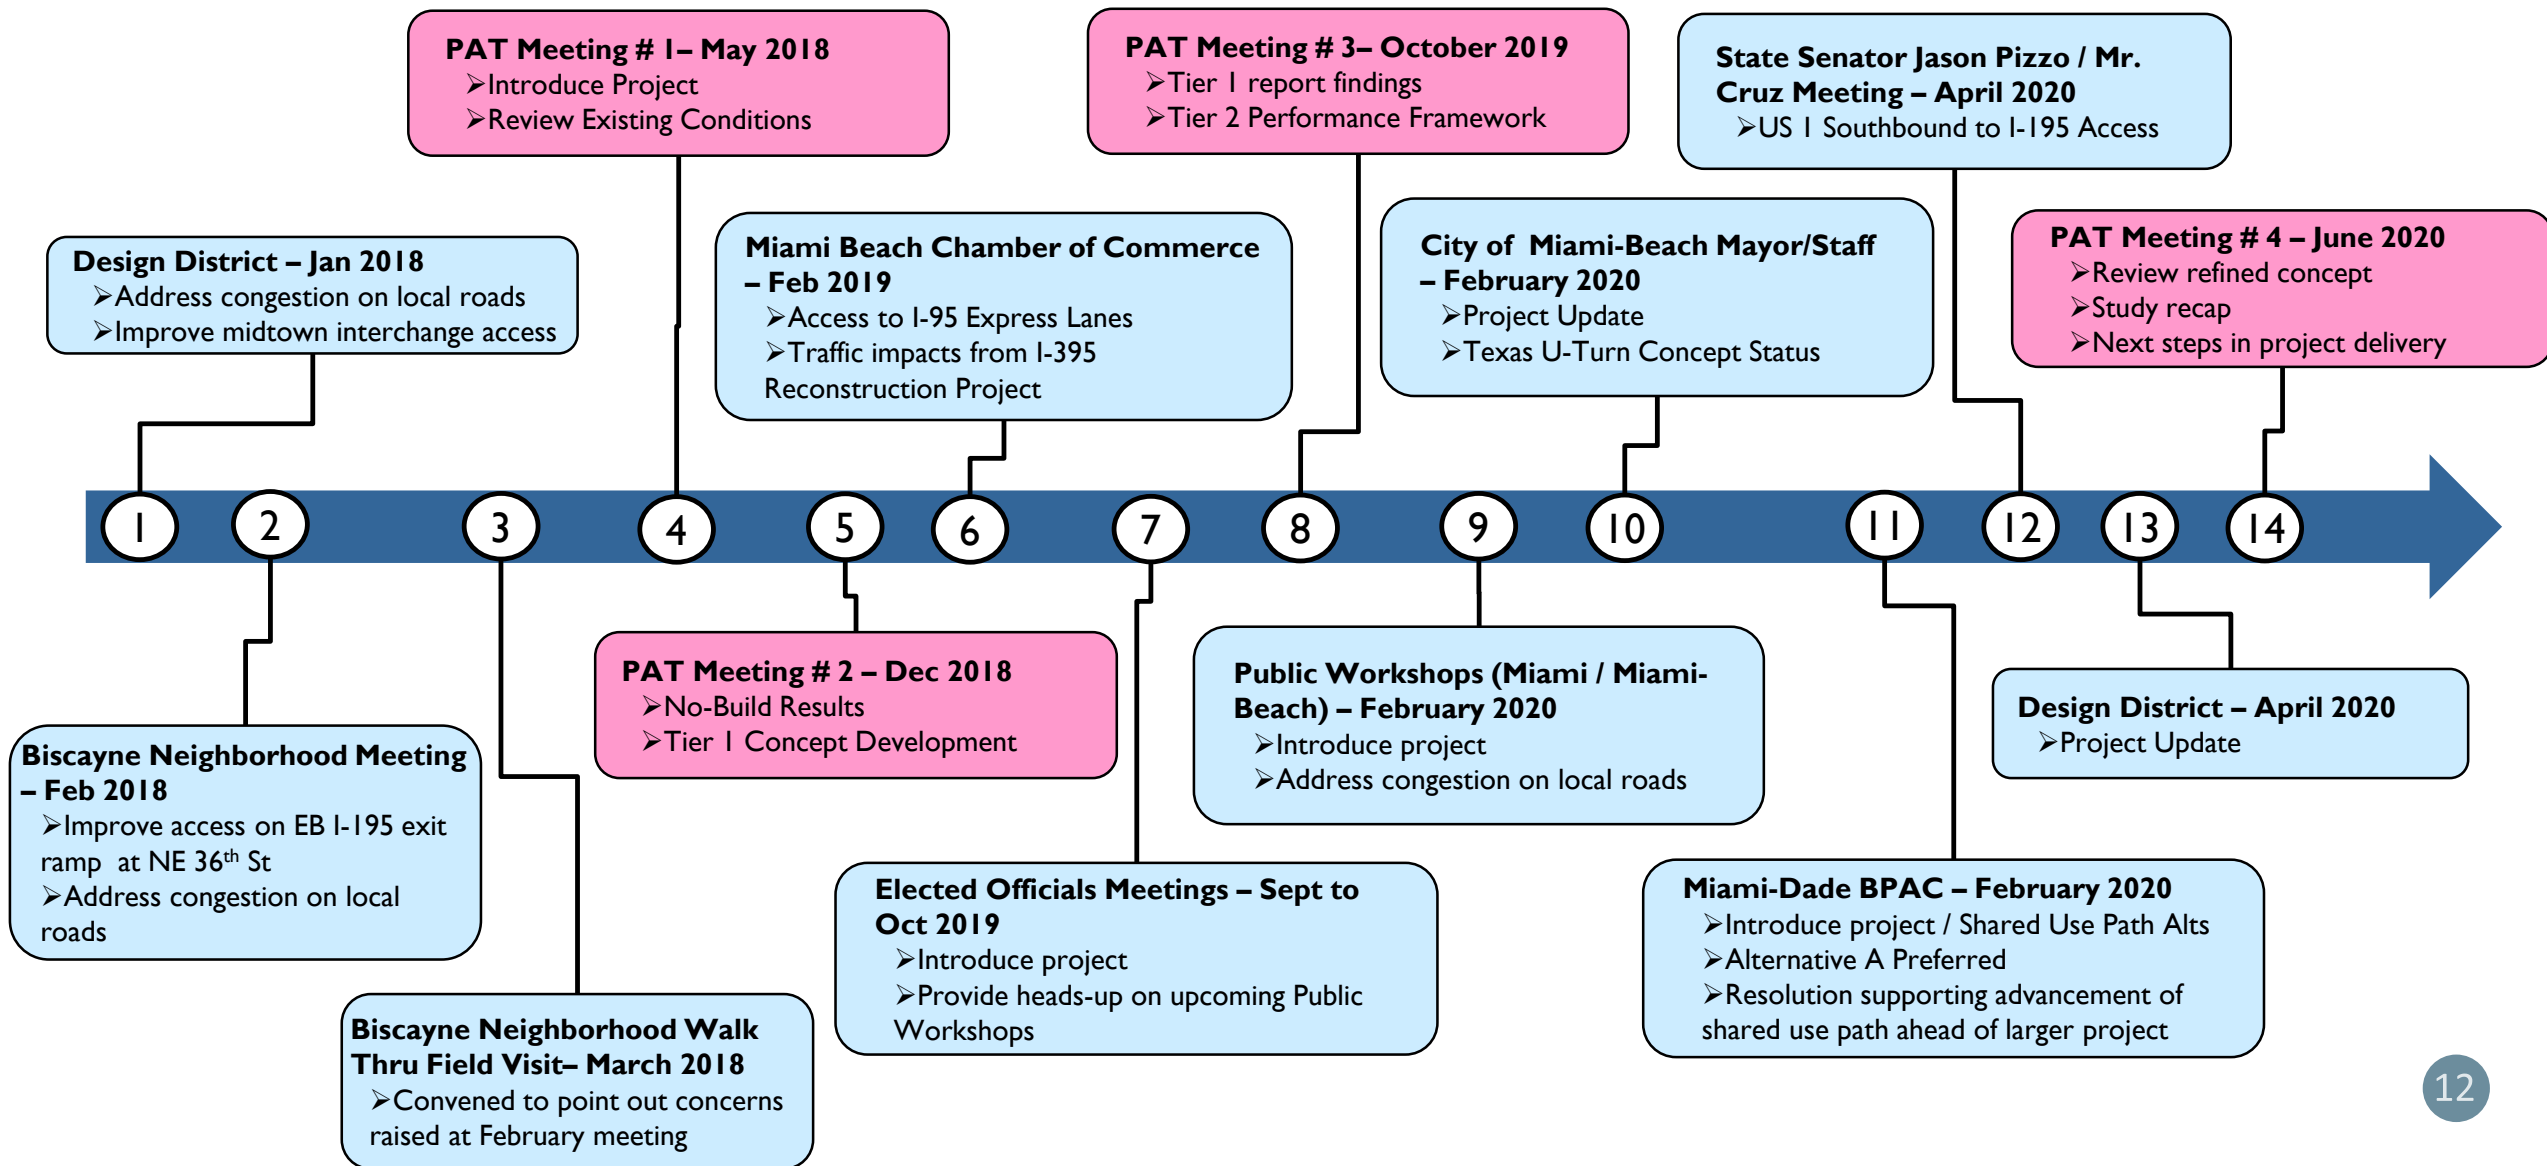 PAT Meeting # 1– May 2018
➢Introduce Project
➢Review Existing Conditions
PAT Meeting # 3– October 2019
➢Tier 1 report findings
➢Tier 2 Performance Framework
State Senator Jason Pizzo / Mr.
Cruz Meeting – April 2020
➢US 1 Southbound to I-195 Access
Design District – Jan 2018
➢Address congestion on local roads
➢Improve midtown interchange access
Miami Beach Chamber of Commerce
– Feb 2019
➢Access to I-95 Express Lanes
➢Traffic impacts from I-395
Reconstruction Project
City of  Miami-Beach Mayor/Staff
– February 2020
➢Project Update
➢Texas U-Turn Concept Status
PAT Meeting # 4 – June 2020
➢Review refined concept
➢Study recap
➢Next steps in project delivery
1
2
3
4
5
6
7
8
9
10
11
12
13
14
Biscayne Neighborhood Meeting
– Feb 2018
➢Improve access on EB I-195 exit
ramp  at NE 36th St
➢Address congestion on local
roads
Biscayne Neighborhood Walk
Thru Field Visit– March 2018
➢Convened to point out concerns
raised at February meeting
PAT Meeting # 2 – Dec 2018
➢No-Build Results
➢Tier 1 Concept Development
Elected Officials Meetings – Sept to
Oct 2019
➢Introduce project
➢Provide heads-up on upcoming Public
Workshops
Public Workshops (Miami / Miami-
Beach) – February 2020
➢Introduce project
➢Address congestion on local roads
Miami-Dade BPAC – February 2020
➢Introduce project / Shared Use Path Alts
➢Alternative A Preferred
➢Resolution supporting advancement of
shared use path ahead of larger project
Design District – April 2020
➢Project Update
12